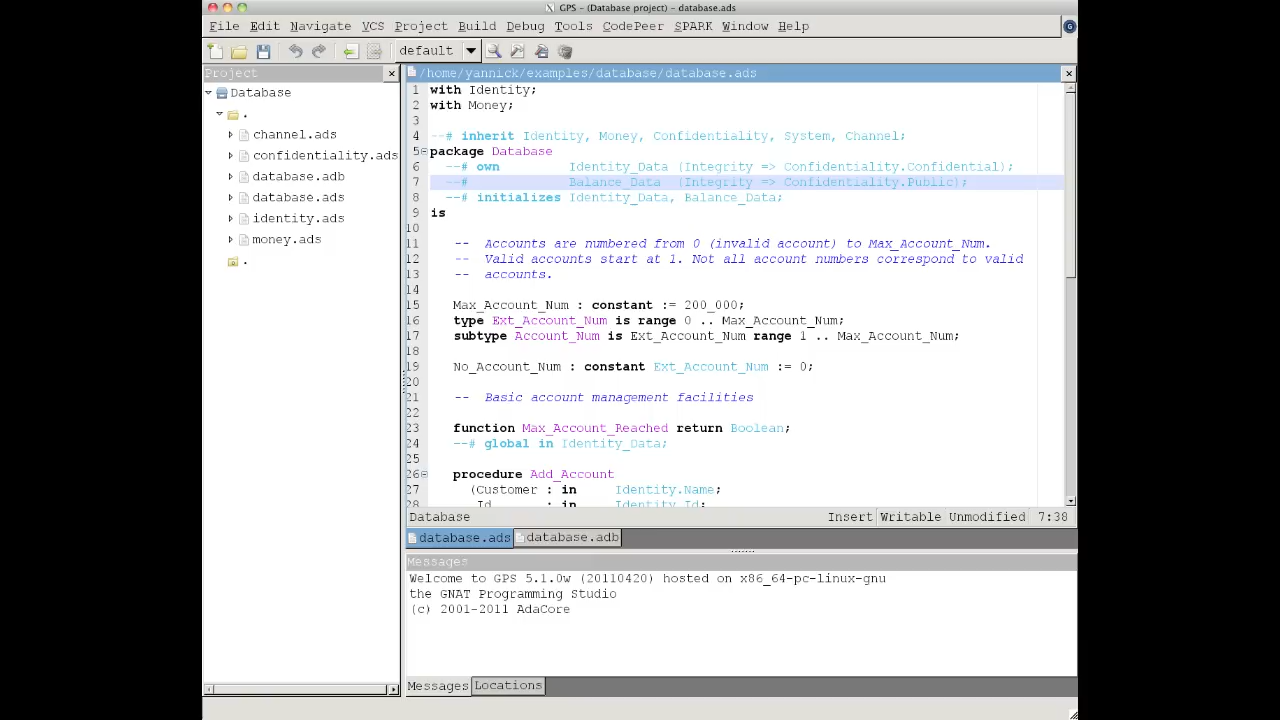 GPS - (Database project) - database.ads
File Edit Navigate VCS Project Build Debug Tools CodePeer SPARK Window Help
default
Project
Database
.
channel.ads
confidentiality.ads
database.adb
database.ads
identity.ads
money.ads
.
/home/yannick/examples/database/database.ads
1 with Identity;
2 with Money;
3
4 --# inherit Identity, Money, Confidentiality, System, Channel;
5 package Database
6 --# own Identity_Data (Integrity => Confidentiality.Confidential);
7 --# Balance_Data (Integrity => Confidentiality.Public);
8 --# initializes Identity_Data, Balance_Data;
9 is
10
11 -- Accounts are numbered from 0 (invalid account) to Max_Account_Num.
12 -- Valid accounts start at 1. Not all account numbers correspond to valid
13 -- accounts.
14
15 Max_Account_Num : constant := 200_000;
16 type Ext_Account_Num is range 0 .. Max_Account_Num;
17 subtype Account_Num is Ext_Account_Num range 1 .. Max_Account_Num;
18
19 No_Account_Num : constant Ext_Account_Num := 0;
20
21 -- Basic account management facilities
22
23 function Max_Account_Reached return Boolean;
24 --# global in Identity_Data;
25
26 procedure Add_Account
27 (Customer : in Identity.Name;
28 Id : in Identity.Id;
Database Insert Writable Unmodified 7:38
database.ads database.adb
Messages
Welcome to GPS 5.1.0w (20110420) hosted on x86_64-pc-linux-gnu
the GNAT Programming Studio
(c) 2001-2011 AdaCore
Messages Locations